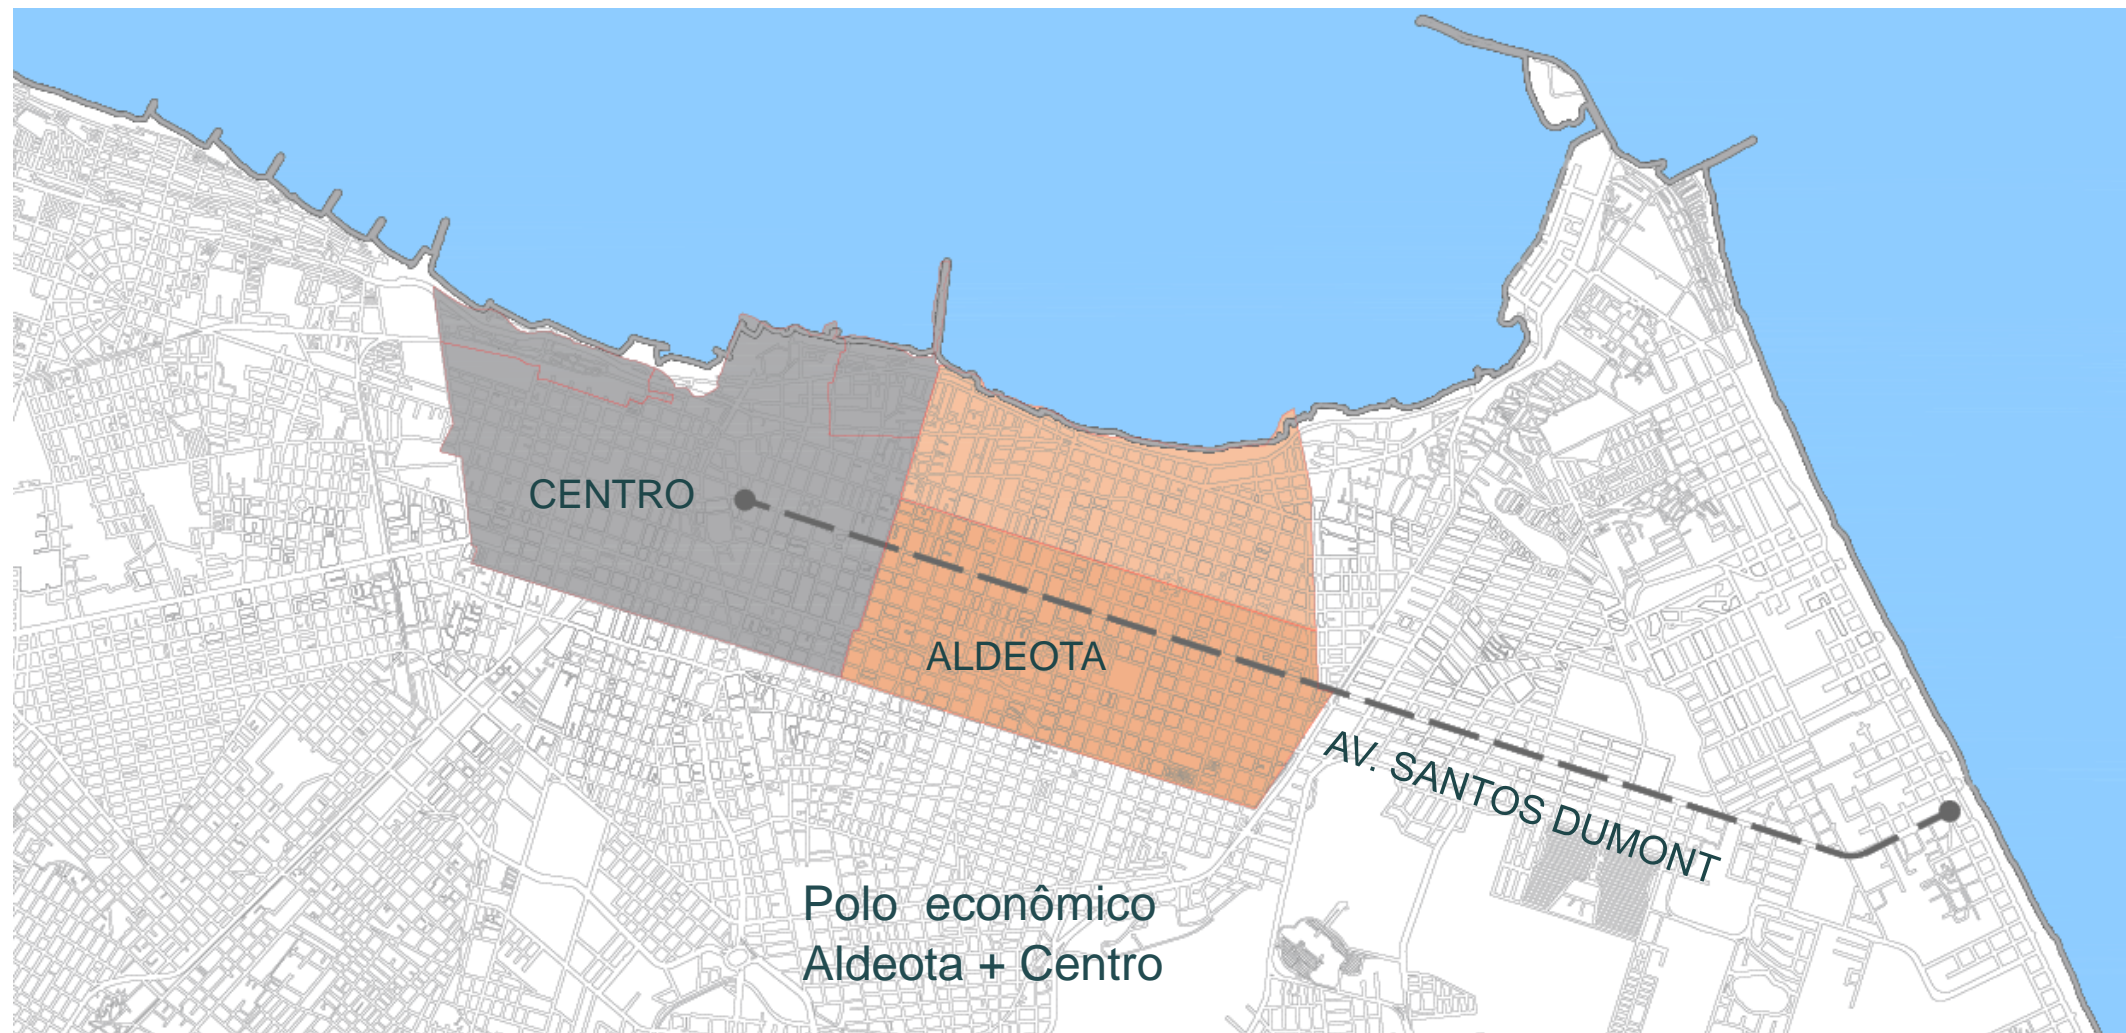 CENTRO
ALDEOTA
AV. SANTOS DUMONT
Polo econômico
Aldeota + Centro